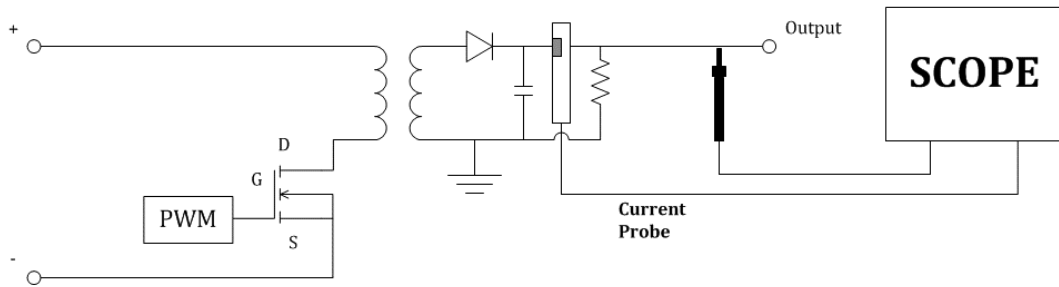 +
Output
SCOPE
D
G
PWM
S
Current
Probe
-